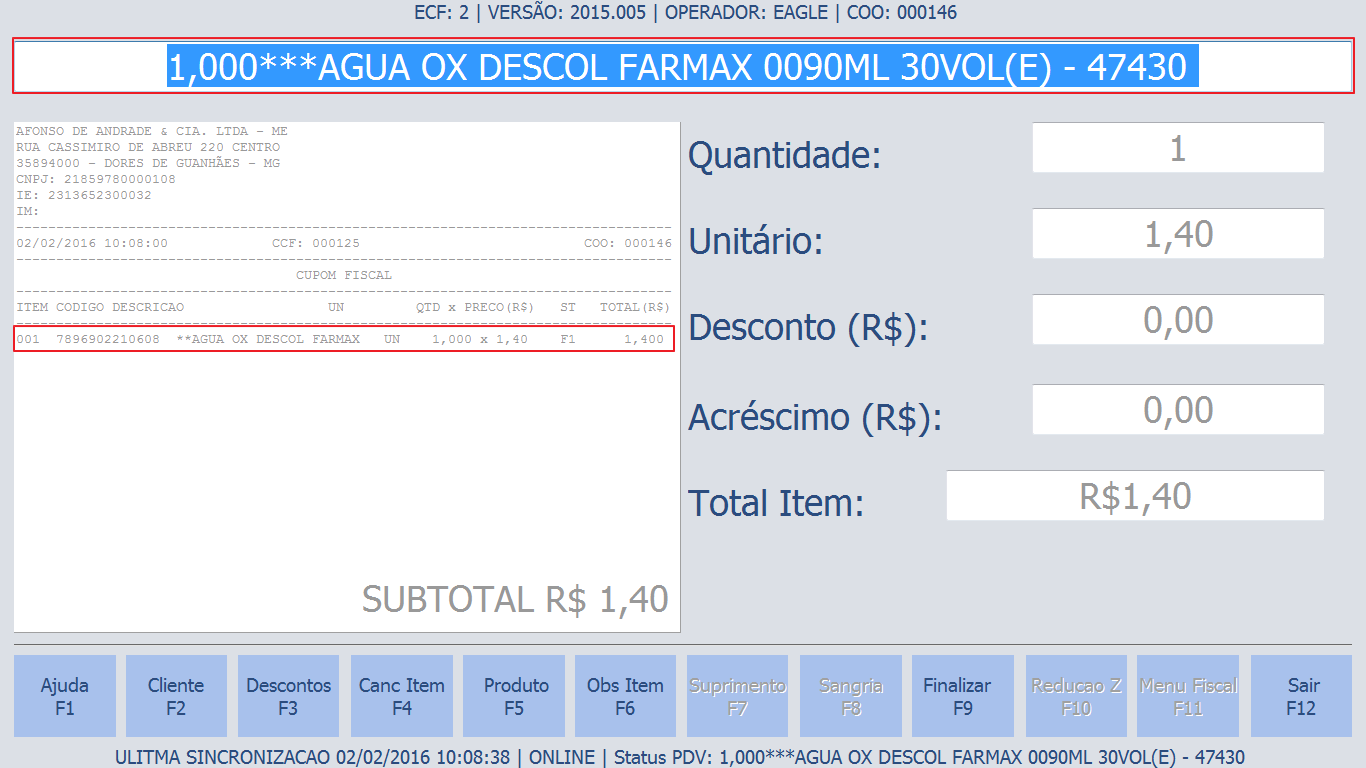 ECF: 2 | VERSÃO: 2015.005 | OPERADOR: EAGLE | COO: 000146
1,000***AGUA OX DESCOL FARMAX 0090ML 30VOL(E) - 47430
AFONSO DE ANDRADE & CIA. LTDA - ME
RUA CASSIMIRO DE ABREU 220 CENTRO
35894000 - DORES DE GUANHÃES - MG
CNPJ: 21859780000108
IE: 2313652300032
IM:
02/02/2016 10:08:00 CCF: 000125 COO: 000146
CUPOM FISCAL
ITEM CODIGO DESCRICAO UN QTD x PRECO(R$) ST TOTAL(R$)
001 7896902210608 **AGUA OX DESCOL FARMAX UN 1,000 x 1,40 F1 1,400
SUBTOTAL R$ 1,40
Quantidade: 1
Unitário: 1,40
Desconto (R$): 0,00
Acréscimo (R$): 0,00
Total Item: R$1,40
Ajuda F1
Cliente F2
Descontos F3
Canc Item F4
Produto F5
Obs Item F6
Suprimento F7
Sangria F8
Finalizar F9
Reducao Z F10
Menu Fiscal F11
Sair F12
ULITMA SINCRONIZACAO 02/02/2016 10:08:38 | ONLINE | Status PDV: 1,000***AGUA OX DESCOL FARMAX 0090ML 30VOL(E) - 47430